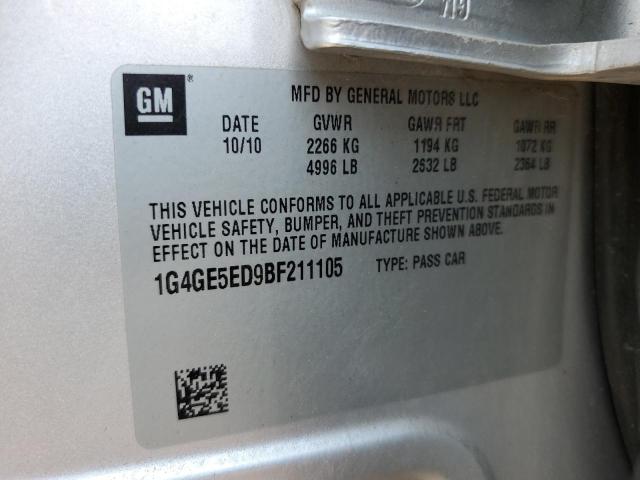 GM ®
MFD BY GENERAL MOTORS LLC
DATE GVWR GAWR FRT GAWR RR
10/10 2266 KG 1194 KG 1072 KG
4996 LB 2632 LB 2364 LB
THIS VEHICLE CONFORMS TO ALL APPLICABLE U.S. FEDERAL MOTOR
VEHICLE SAFETY, BUMPER, AND THEFT PREVENTION STANDARDS IN
EFFECT ON THE DATE OF MANUFACTURE SHOWN ABOVE.
1G4GE5ED9BF211105 TYPE: PASS CAR